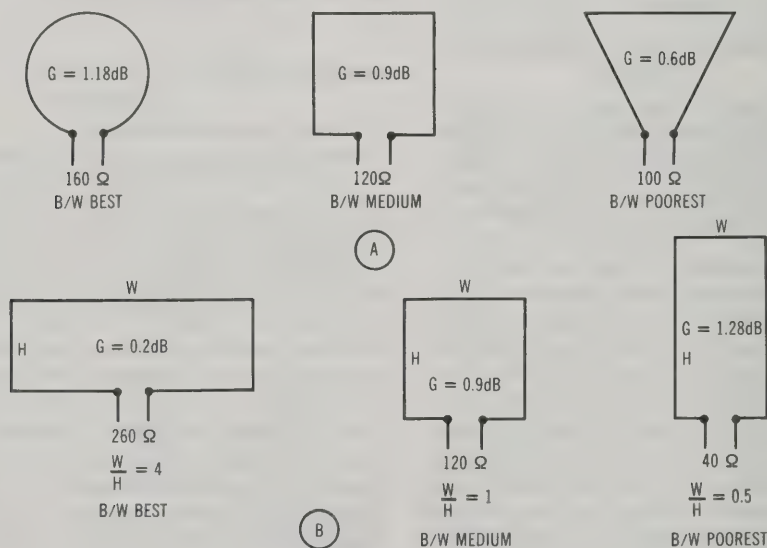 G = 1.18dB
160 Ω
B/W BEST
G = 0.9dB
120Ω
B/W MEDIUM
G = 0.6dB
100 Ω
B/W POOREST
A
W
H
G = 0.2dB
260 Ω
W/H = 4
B/W BEST
W
H
G = 0.9dB
120 Ω
W/H = 1
B/W MEDIUM
W
G = 1.28dB
H
40 Ω
W/H = 0.5
B/W POOREST
B